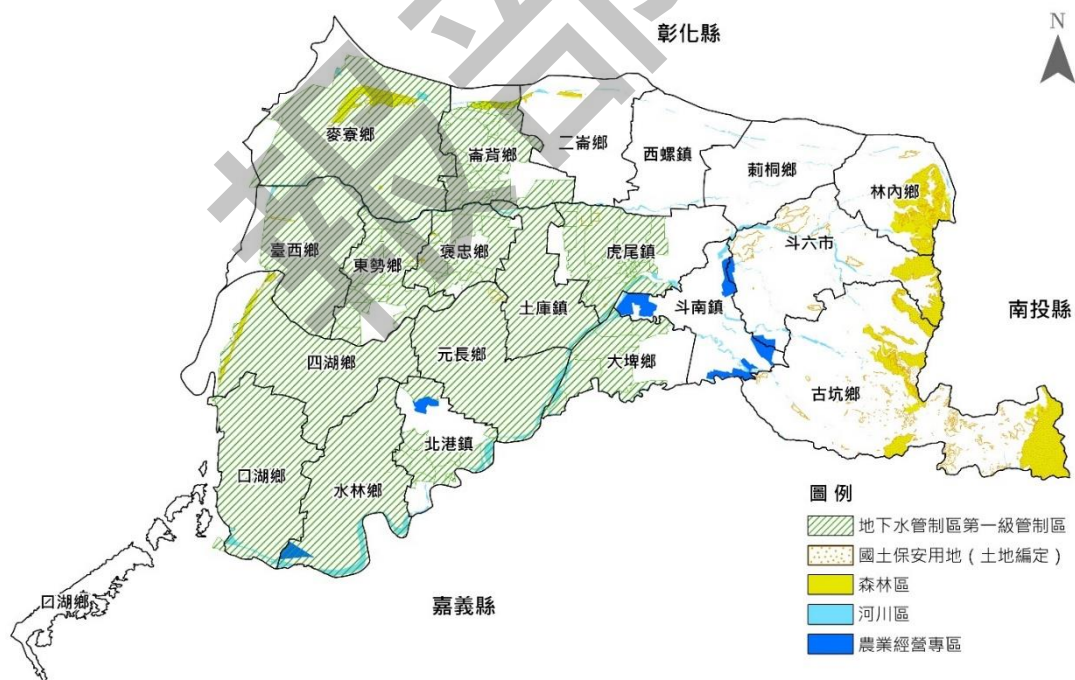 彰化縣
N
麥寮鄉
崙背鄉
二崙鄉
西螺鎮
莿桐鄉
林內鄉
臺西鄉
東勢鄉
褒忠鄉
虎尾鎮
斗六市
土庫鎮
斗南鎮
南投縣
四湖鄉
元長鄉
大埤鄉
古坑鄉
北港鎮
口湖鄉
水林鄉
嘉義縣
口湖鄉
圖 例
地下水管制區第一級管制區
國土保安用地（土地編定）
森林區
河川區
農業經營專區